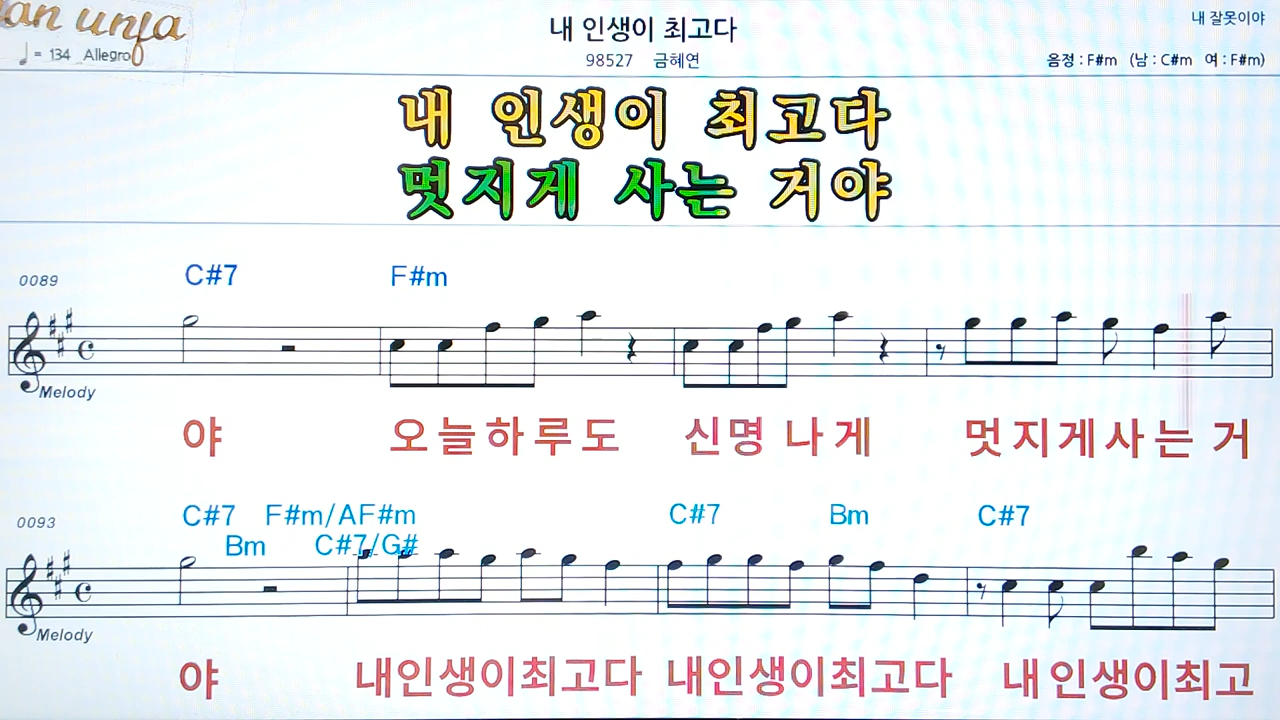 내 인생이 최고다
내 잘못이야
♩= 134 Allegro
98527 금혜연
음정 : F#m (남 : C#m 여 : F#m)
내 인생이 최고다
멋지게 사는 거야
0089
C#7 F#m
Melody
야 오늘하루도 신명 나게 멋지게사는 거
0093
C#7 F#m/AF#m C#7 Bm C#7
Bm C#7/G#
Melody
야 내인생이최고다 내인생이최고다 내인생이최고